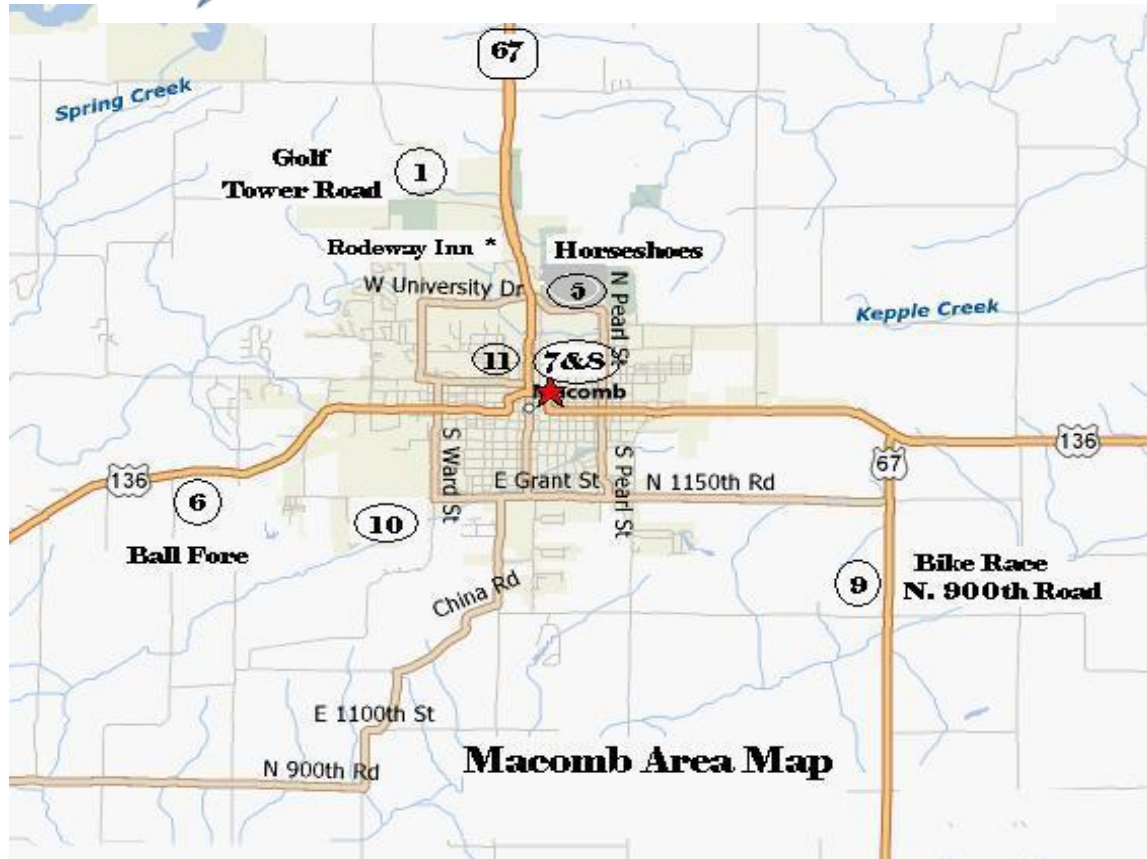 67
Spring Creek
Golf
Tower Road
1
Rodeway Inn *
Horseshoes
W University Dr
5
N Pearl St
Kepple Creek
11
7&8
Macomb
136
67
136
S Ward St
E Grant St
S Pearl St
N 1150th Rd
6
10
Ball Fore
9
Bike Race
N. 900th Road
China Rd
E 1100th St
N 900th Rd
Macomb Area Map